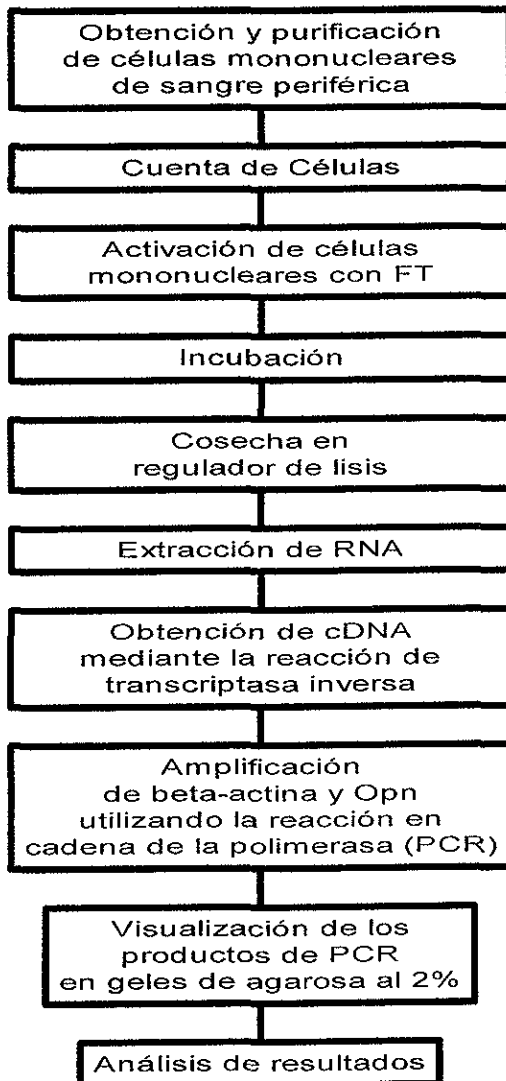 Obtención y purificación
de células mononucleares
de sangre periférica
Cuenta de Células
Activación de células
mononucleares con FT
Incubación
Cosecha en
regulador de lisis
Extracción de RNA
Obtención de cDNA
mediante la reacción de
transcriptasa inversa
Amplificación
de beta-actina y Opn
utilizando la reacción en
cadena de la polimerasa (PCR)
Visualización de los
productos de PCR
en geles de agarosa al 2%
Análisis de resultados